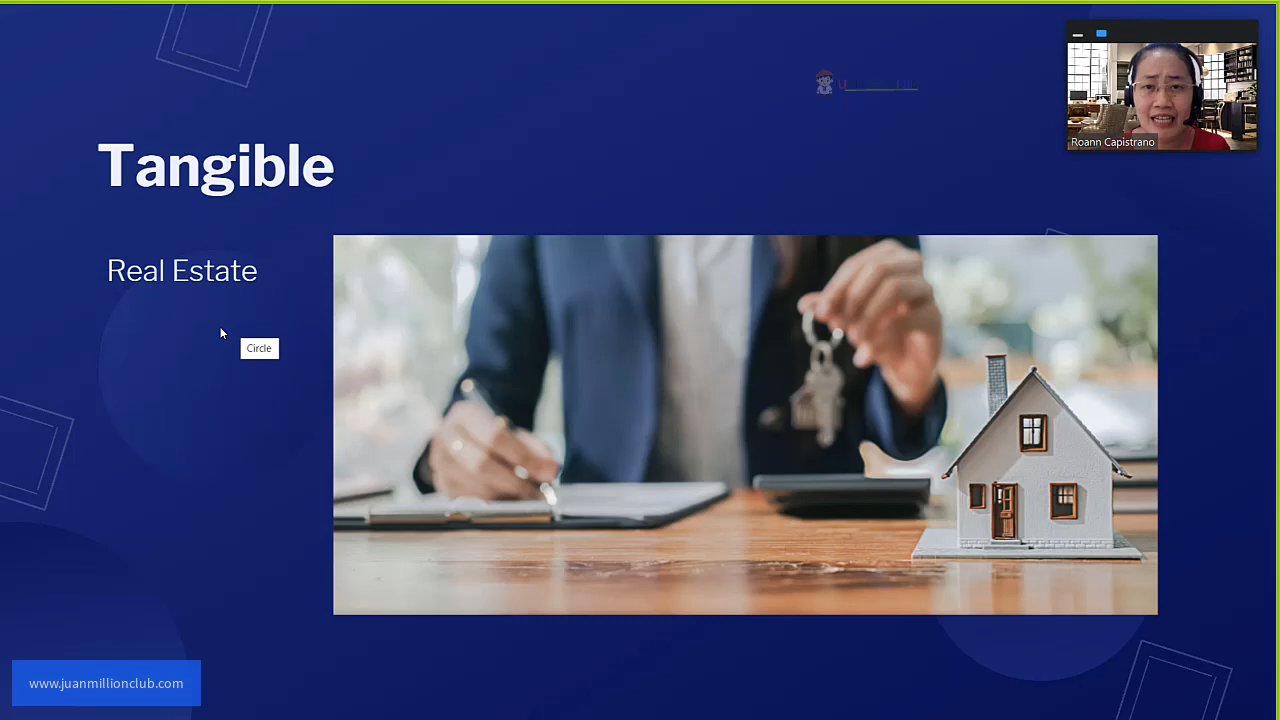 Tangible
Roann Capistrano
Real Estate
Circle
www.juanmillionclub.com